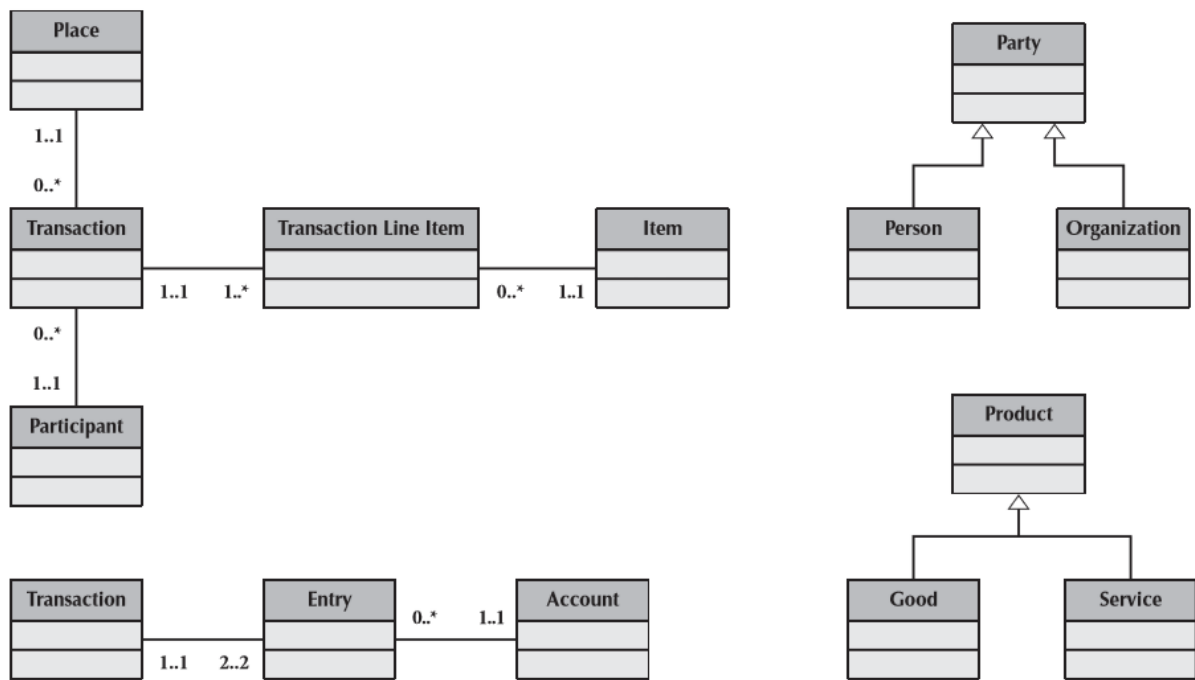 Place
1..1
0..*
Transaction
Transaction Line Item
Item
1..1
1..*
0..*
1..1
0..*
1..1
Participant
Party
Person
Organization
Product
Good
Service
Transaction
Entry
Account
1..1
2..2
0..*
1..1